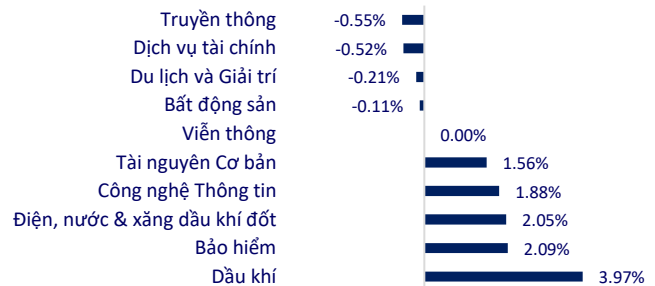 Truyền thông -0.55%
Dịch vụ tài chính -0.52%
Du lịch và Giải trí -0.21%
Bất động sản -0.11%
Viễn thông 0.00%
Tài nguyên Cơ bản 1.56%
Công nghệ Thông tin 1.88%
Điện, nước & xăng dầu khí đốt 2.05%
Bảo hiểm 2.09%
Dầu khí 3.97%